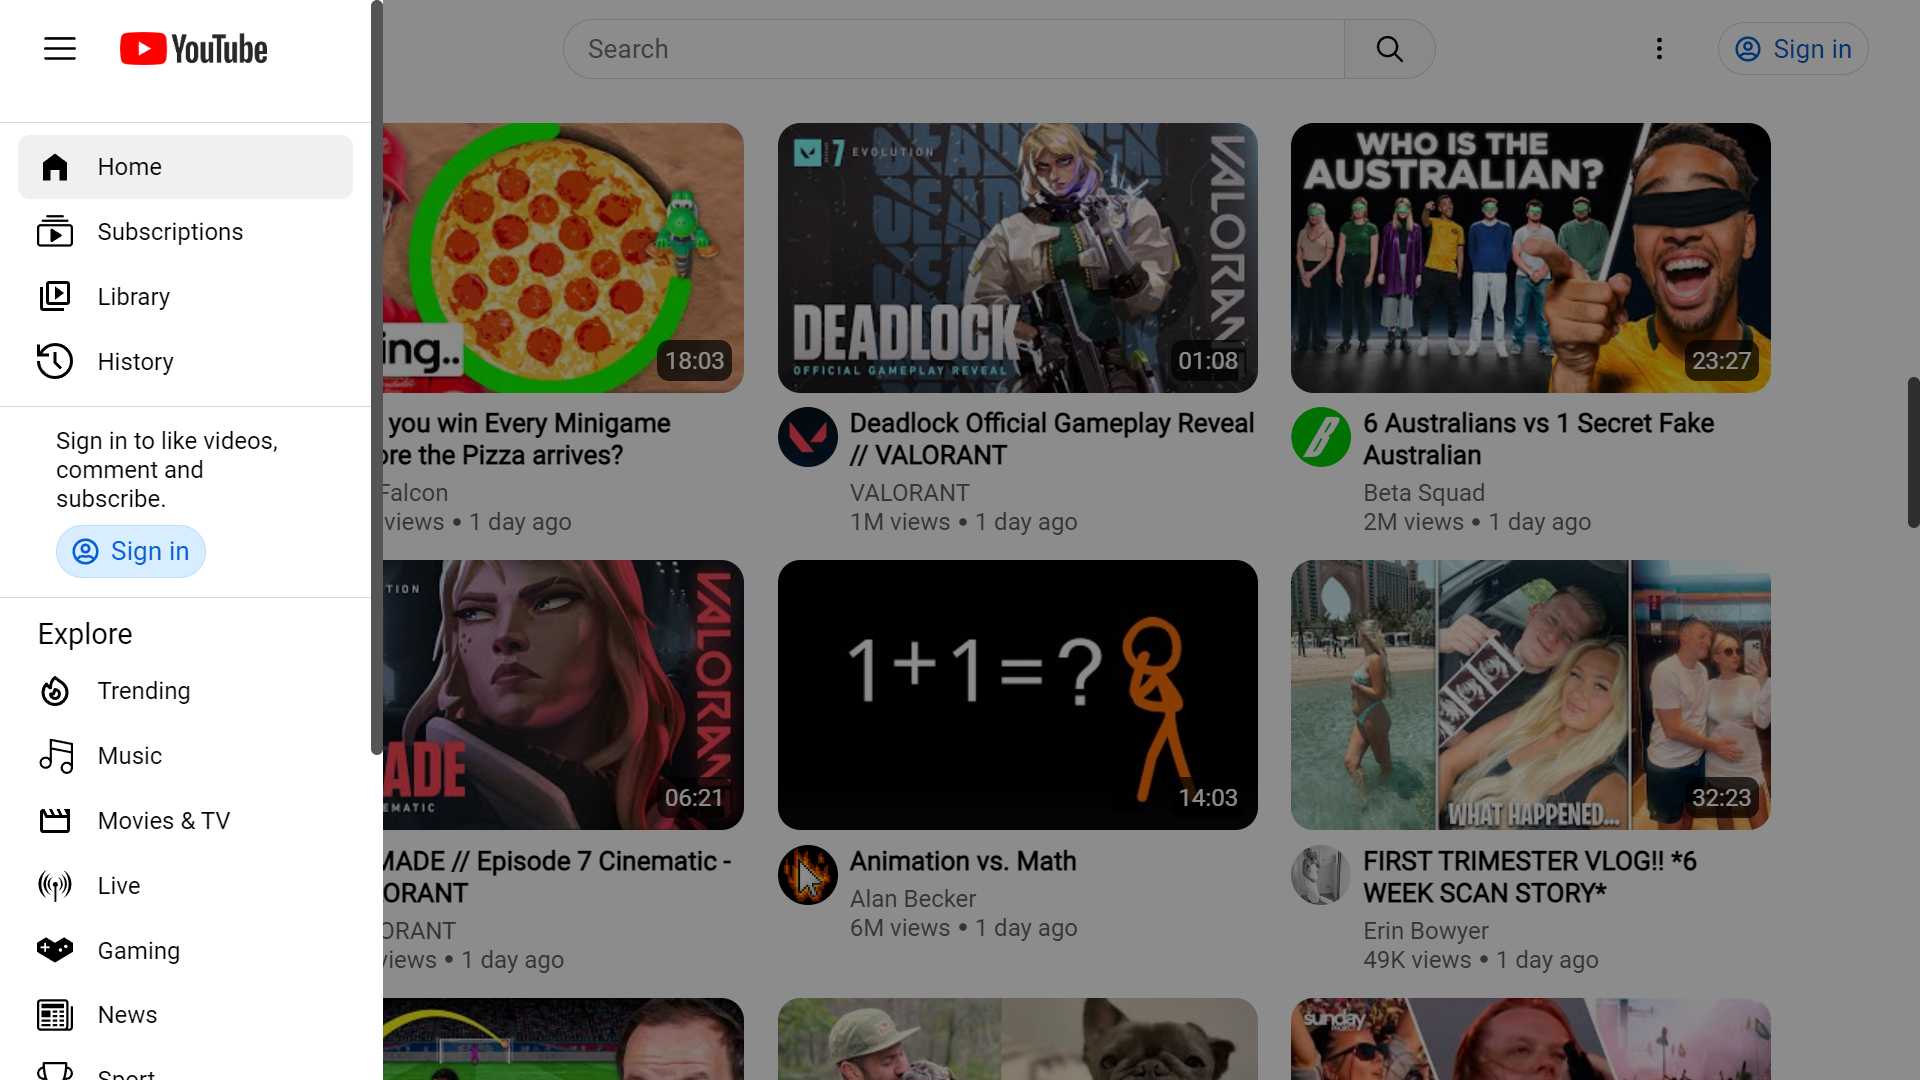 YouTube
Search
Sign in
Home
Subscriptions
Library
History
Sign in to like videos,
comment and
subscribe.
Sign in
Explore
Trending
Music
Movies & TV
Live
Gaming
News
Sport
ing..
18:03
you win Every Minigame
ore the Pizza arrives?
Falcon
views • 1 day ago
7 EVOLUTION
DEADLOCK
VALORANT
DEADLOCK
OFFICIAL GAMEPLAY REVEAL
01:08
Deadlock Official Gameplay Reveal
// VALORANT
VALORANT
1M views • 1 day ago
WHO IS THE
AUSTRALIAN?
23:27
6 Australians vs 1 Secret Fake
Australian
Beta Squad
2M views • 1 day ago
TION
VALORANT
ADE
EMATIC
06:21
MADE // Episode 7 Cinematic -
ORANT
ORANT
views • 1 day ago
1+1=?
14:03
Animation vs. Math
Alan Becker
6M views • 1 day ago
WHAT HAPPENED...
32:23
FIRST TRIMESTER VLOG!! *6
WEEK SCAN STORY*
Erin Bowyer
49K views • 1 day ago
sunday